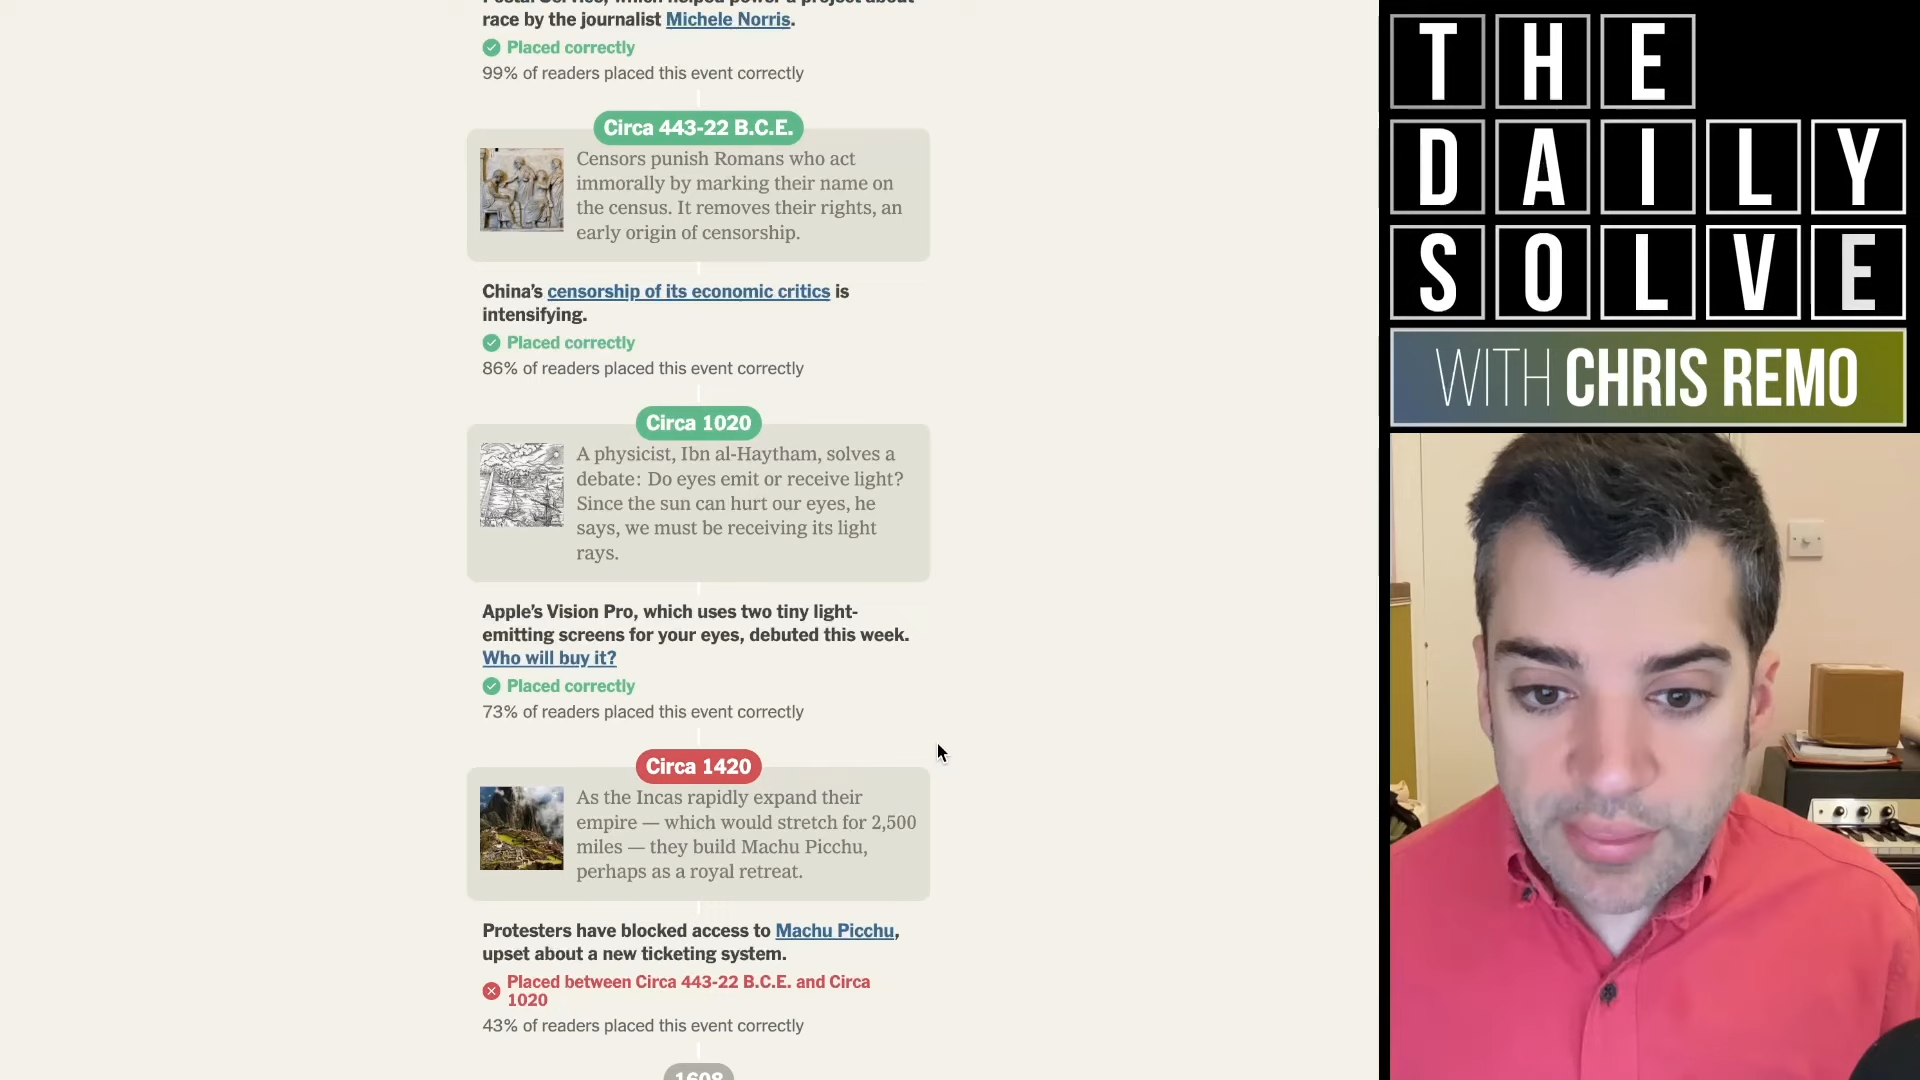 race by the journalist Michele Norris.
Placed correctly
99% of readers placed this event correctly
Circa 443-22 B.C.E.
Censors punish Romans who act
immorally by marking their name on
the census. It removes their rights, an
early origin of censorship.
China's censorship of its economic critics is
intensifying.
Placed correctly
86% of readers placed this event correctly
Circa 1020
A physicist, Ibn al-Haytham, solves a
debate: Do eyes emit or receive light?
Since the sun can hurt our eyes, he
says, we must be receiving its light
rays.
Apple's Vision Pro, which uses two tiny light-
emitting screens for your eyes, debuted this week.
Who will buy it?
Placed correctly
73% of readers placed this event correctly
Circa 1420
As the Incas rapidly expand their
empire — which would stretch for 2,500
miles — they build Machu Picchu,
perhaps as a royal retreat.
Protesters have blocked access to Machu Picchu,
upset about a new ticketing system.
Placed between Circa 443-22 B.C.E. and Circa
1020
43% of readers placed this event correctly
1608
THE
DAILY
SOLVE
WITH CHRIS REMO